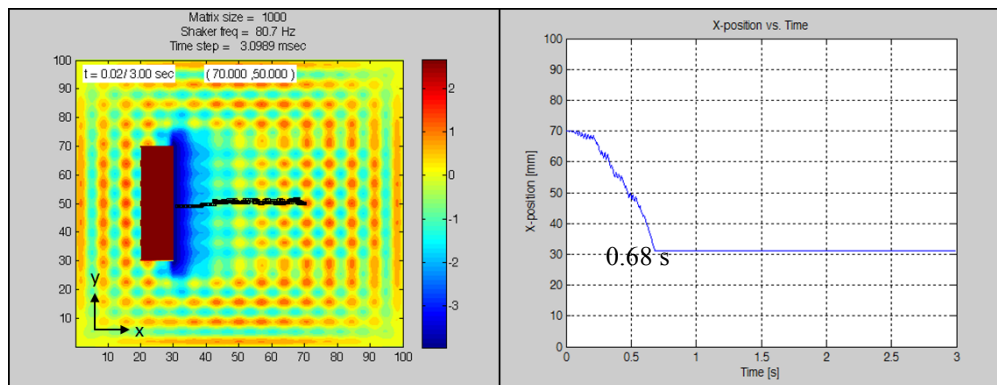 Matrix size = 1000
Shaker freq = 80.7 Hz
Time step = 3.0989 msec
t = 0.02/ 3.00 sec
( 70.000 ,50.000 )
100
90
80
70
60
50
40
30
20
10
y
x
10 20 30 40 50 60 70 80 90 100
2
1
0
-1
-2
-3
X-position vs. Time
X-position [mm]
100
90
80
70
60
50
40
30
20
10
0
0.68 s
0 0.5 1 1.5 2 2.5 3
Time [s]